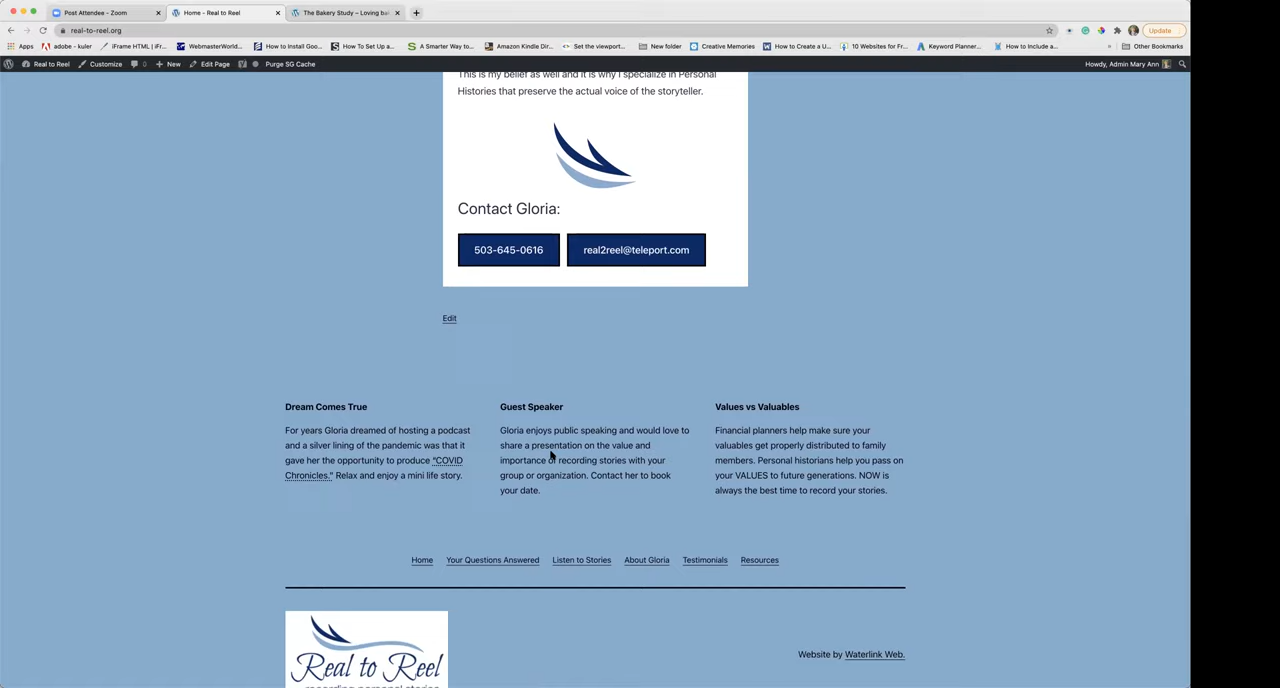 Post Attendee - Zoom
Home - Real to Reel
The Bakery Study – Loving ba
real-to-reel.org
Update
Apps
adobe - kuler
iFrame HTML | iFr...
WebmasterWorld...
How to Install Goo...
How To Set Up a...
A Smarter Way to...
Amazon Kindle Dir...
Set the viewport...
New folder
Creative Memories
How to Create a U...
10 Websites for Fr...
Keyword Planner...
How to Include a...
Other Bookmarks
Real to Reel
Customize
0
New
Edit Page
Purge SG Cache
Howdy, Admin Mary Ann
This is my belief as well and it is why I specialize in Personal
Histories that preserve the actual voice of the storyteller.
Contact Gloria:
503-645-0616
real2reel@teleport.com
Edit
Dream Comes True
For years Gloria dreamed of hosting a podcast
and a silver lining of the pandemic was that it
gave her the opportunity to produce “COVID
Chronicles.” Relax and enjoy a mini life story.
Guest Speaker
Gloria enjoys public speaking and would love to
share a presentation on the value and
importance of recording stories with your
group or organization. Contact her to book
your date.
Values vs Valuables
Financial planners help make sure your
valuables get properly distributed to family
members. Personal historians help you pass on
your VALUES to future generations. NOW is
always the best time to record your stories.
Home
Your Questions Answered
Listen to Stories
About Gloria
Testimonials
Resources
Real to Reel
recording personal stories
Website by Waterlink Web.